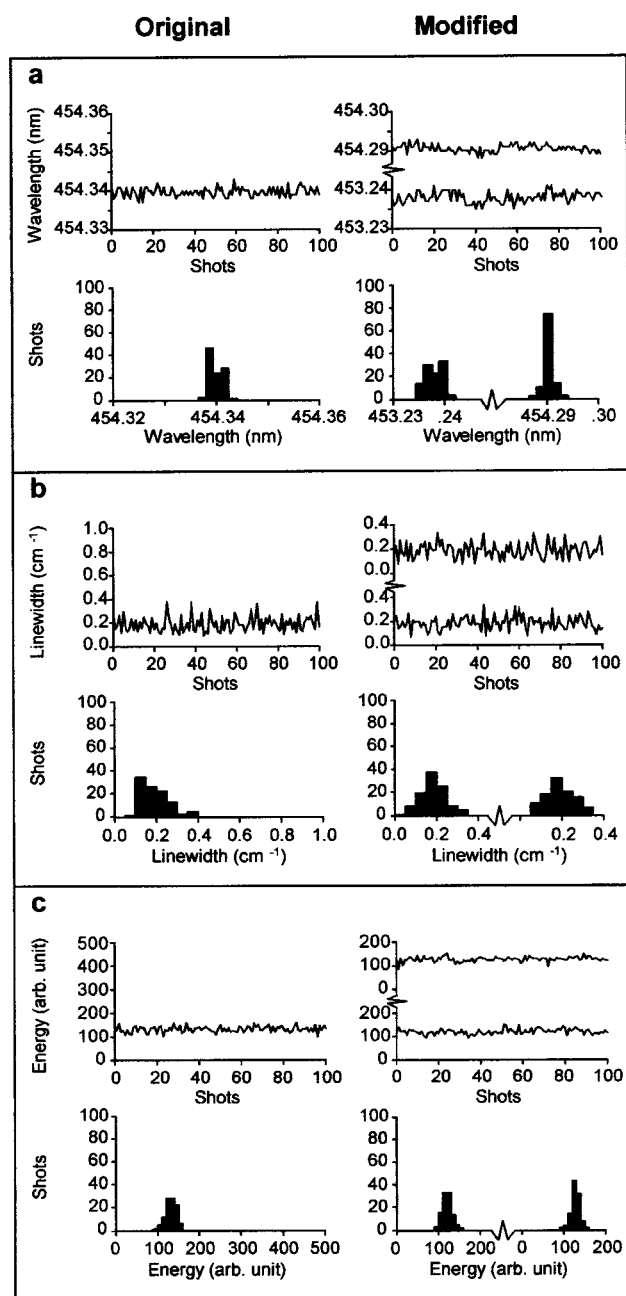 Original Modified
a
Wavelength (nm)
454.36
454.35
454.34
454.33
0 20 40 60 80 100
Shots
454.30
454.29
453.24
453.23
0 20 40 60 80 100
Shots
Shots
100
80
60
40
20
0
454.32 454.34 454.36
Wavelength (nm)
100
80
60
40
20
0
453.23 .24 454.29 .30
Wavelength (nm)
b
Linewidth (cm -1)
1.0
0.8
0.6
0.4
0.2
0.0
0 20 40 60 80 100
Shots
0.4
0.2
0.0
0.4
0.2
0.0
0 20 40 60 80 100
Shots
Shots
100
80
60
40
20
0
0.0 0.2 0.4 0.6 0.8 1.0
Linewidth (cm -1)
100
80
60
40
20
0
0.0 0.2 0.4 0.2 0.4
Linewidth (cm -1)
c
Energy (arb. unit)
500
400
300
200
100
0
0 20 40 60 80 100
Shots
200
100
0
200
100
0
0 20 40 60 80 100
Shots
Shots
100
80
60
40
20
0
0 100 200 300 400 500
Energy (arb. unit)
100
80
60
40
20
0
0 100 200 0 100 200
Energy (arb. unit)